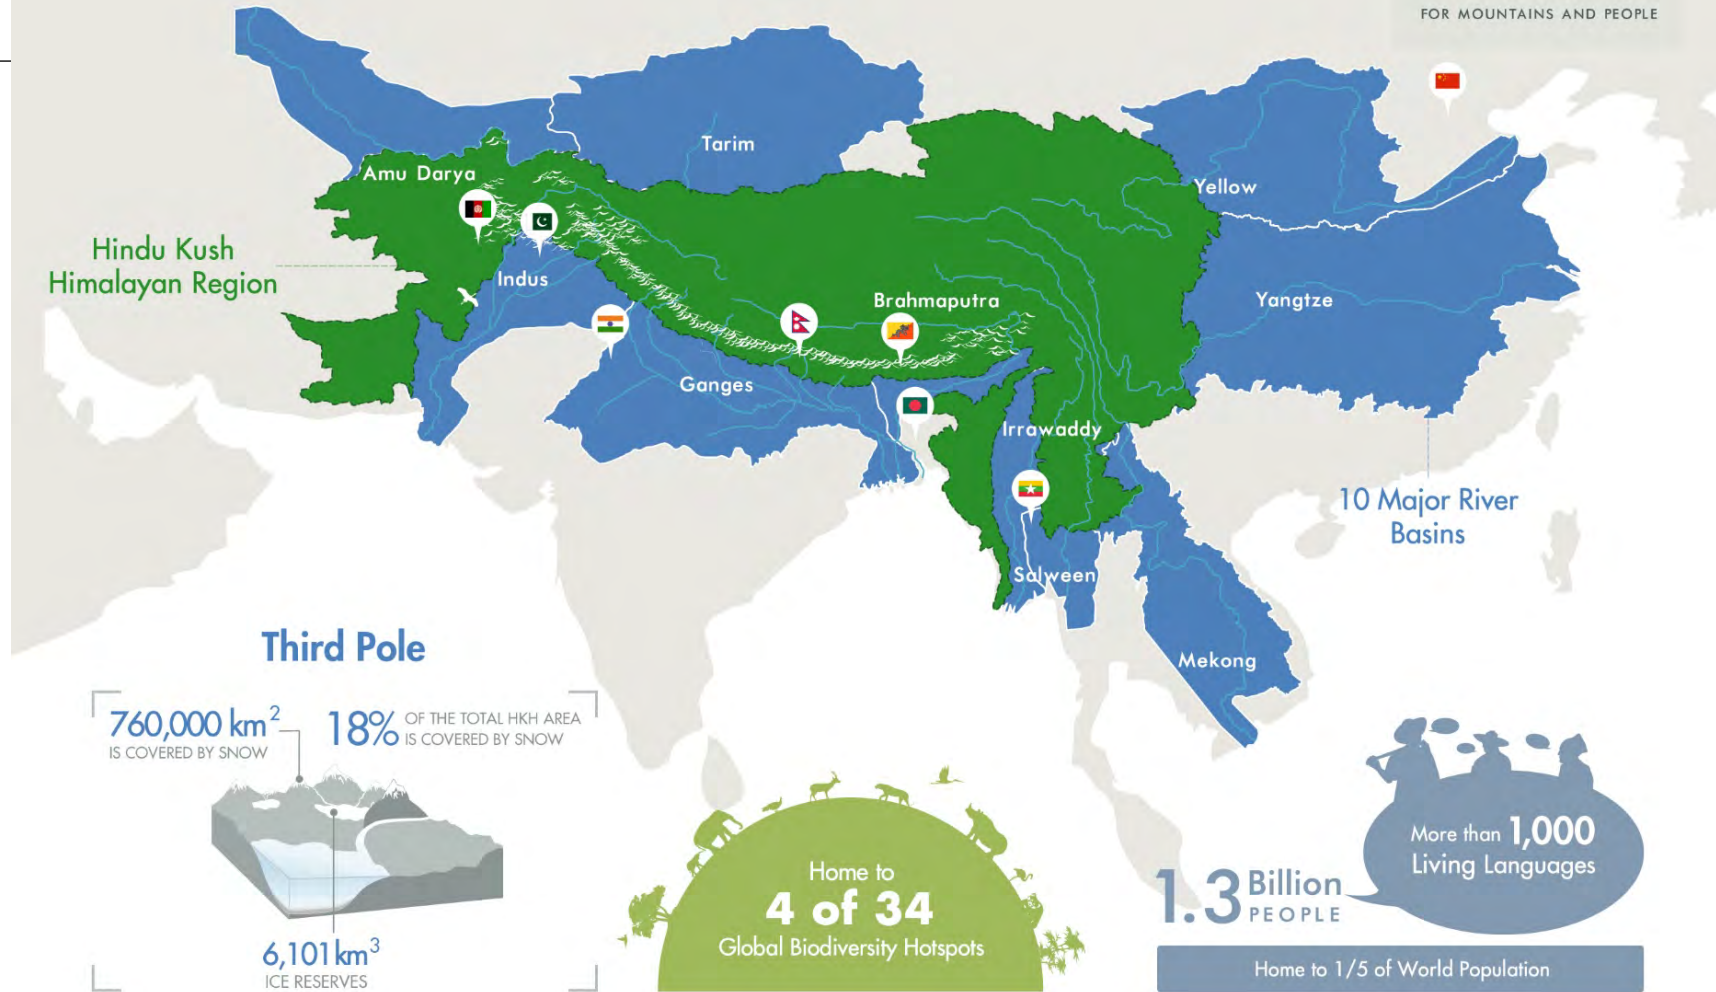 FOR MOUNTAINS AND PEOPLE
Tarim
Amu Darya
Yellow
Hindu Kush
Himalayan Region
Indus
Brahmaputra
Yangtze
Ganges
Irrawaddy
10 Major River
Basins
Salween
Mekong
Third Pole
760,000 km²
IS COVERED BY SNOW
18% OF THE TOTAL HKH AREA
IS COVERED BY SNOW
6,101 km³
ICE RESERVES
Home to
4 of 34
Global Biodiversity Hotspots
More than 1,000
Living Languages
1.3 Billion
PEOPLE
Home to 1/5 of World Population